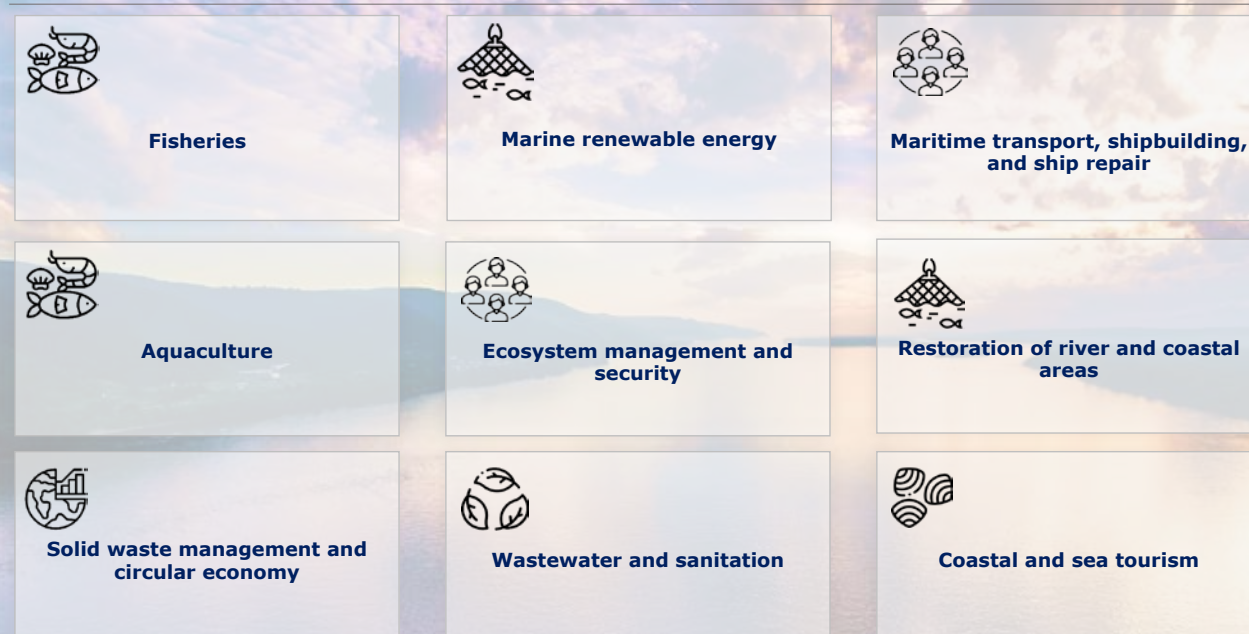 Fisheries
Marine renewable energy
Maritime transport, shipbuilding,
and ship repair
Aquaculture
Ecosystem management and
security
Restoration of river and coastal
areas
Solid waste management and
circular economy
Wastewater and sanitation
Coastal and sea tourism